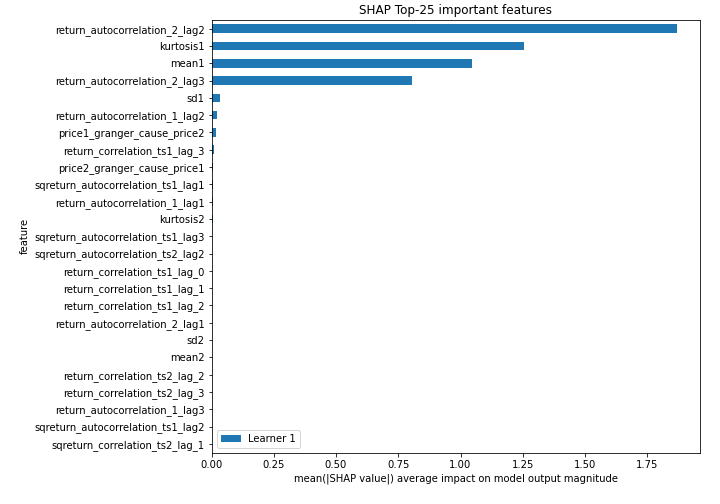 SHAP Top-25 important features
return_autocorrelation_2_lag2
kurtosis1
mean1
return_autocorrelation_2_lag3
sd1
return_autocorrelation_1_lag2
price1_granger_cause_price2
return_correlation_ts1_lag_3
price2_granger_cause_price1
sqreturn_autocorrelation_ts1_lag1
return_autocorrelation_1_lag1
kurtosis2
sqreturn_autocorrelation_ts1_lag3
sqreturn_autocorrelation_ts2_lag2
return_correlation_ts1_lag_0
return_correlation_ts1_lag_1
return_correlation_ts1_lag_2
return_autocorrelation_2_lag1
sd2
mean2
return_correlation_ts2_lag_2
return_correlation_ts2_lag_3
return_autocorrelation_1_lag3
sqreturn_autocorrelation_ts1_lag2
sqreturn_correlation_ts2_lag_1
feature
Learner 1
0.00 0.25 0.50 0.75 1.00 1.25 1.50 1.75
mean(|SHAP value|) average impact on model output magnitude